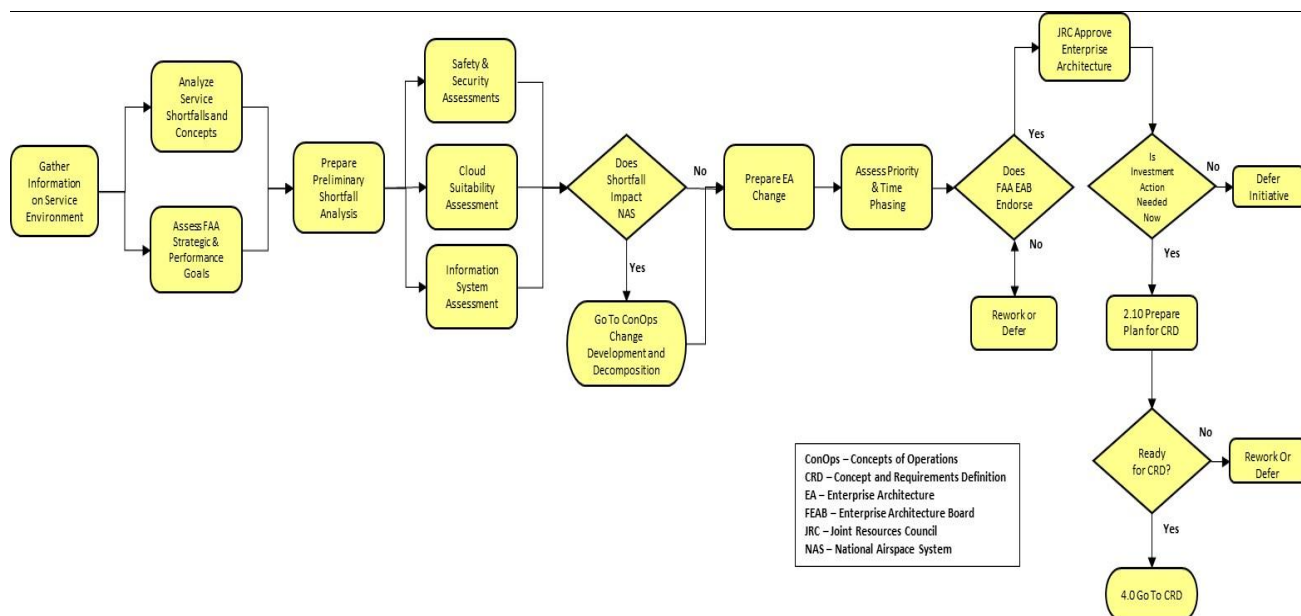 Gather
Information
on Service
Environment
Analyze
Service
Shortfalls and
Concepts
Assess FAA
Strategic &
Performance
Goals
Prepare
Preliminary
Shortfall
Analysis
Safety &
Security
Assessments
Cloud
Suitability
Assessment
Information
System
Assessment
Does
Shortfall
Impact
NAS
No
Yes
Go To ConOps
Change
Development and
Decomposition
Prepare EA
Change
Assess Priority
& Time
Phasing
Does
FAA EAB
Endorse
Yes
No
Rework or
Defer
JRC Approve
Enterprise
Architecture
Is
Investment
Action
Needed
Now
No
Defer
Initiative
Yes
2.10 Prepare
Plan for CRD
Ready
for CRD?
No
Rework Or
Defer
Yes
4.0 Go To CRD
ConOps – Concepts of Operations
CRD – Concept and Requirements Definition
EA – Enterprise Architecture
FEAB – Enterprise Architecture Board
JRC – Joint Resources Council
NAS – National Airspace System